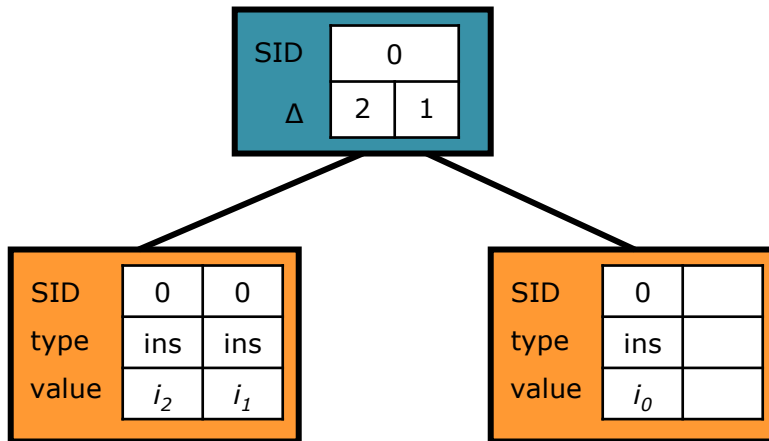 SID 0
Δ 2 1
SID 0 0 SID 0
type ins ins type ins
value i₂ i₁ value i₀